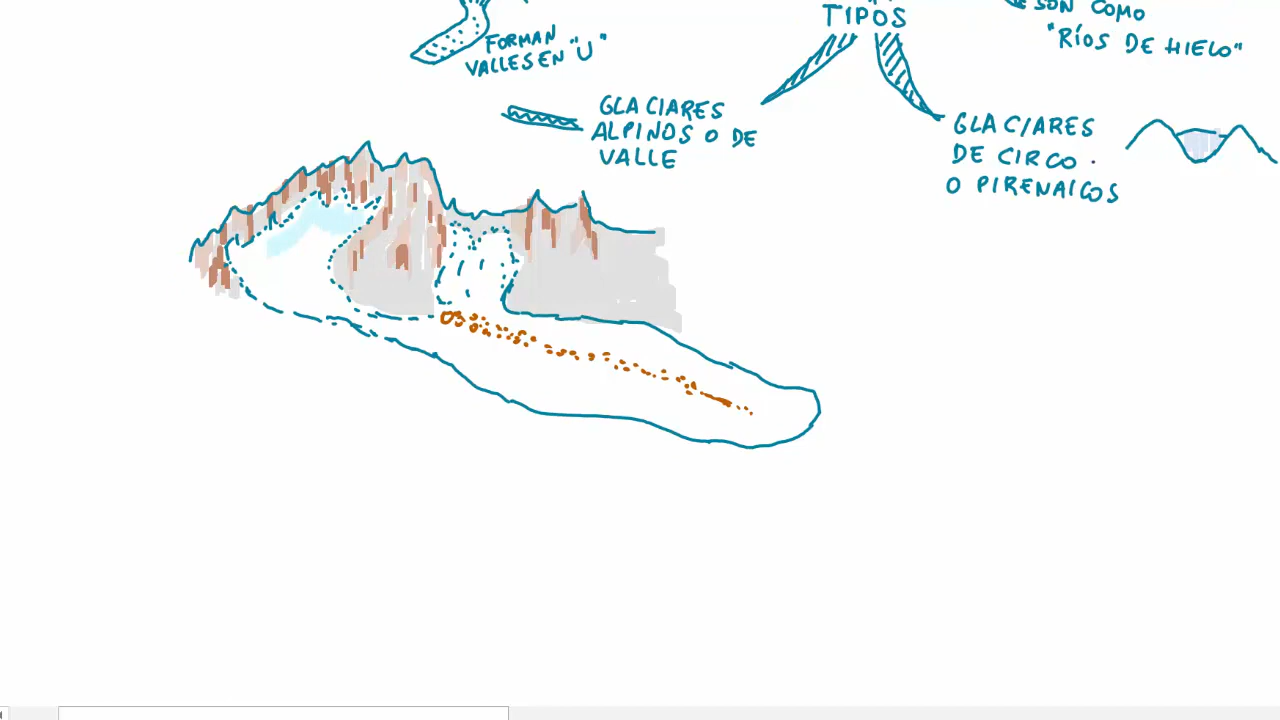 TIPOS
SON COMO
"RÍOS DE HIELO"
FORMAN
VALLES EN "U"
GLACIARES
ALPINOS O DE
VALLE
GLACIARES
DE CIRCO
O PIRENAICOS